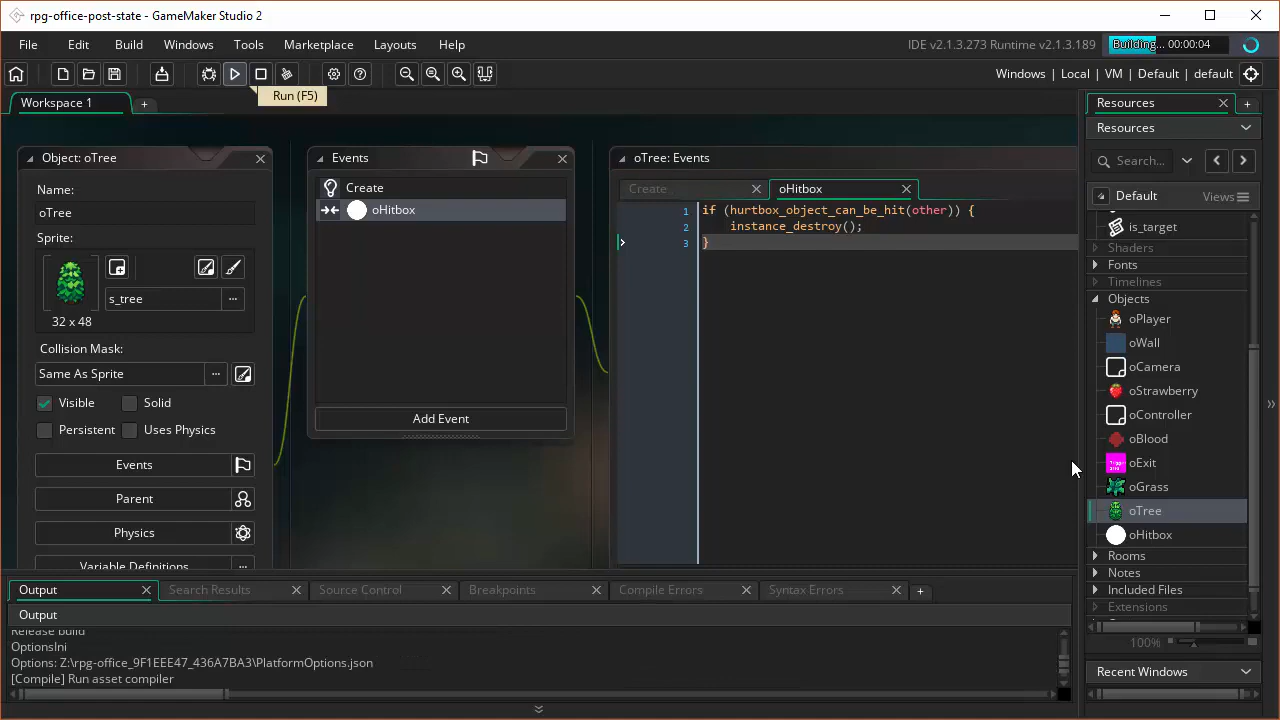 rpg-office-post-state - GameMaker Studio 2
File Edit Build Windows Tools Marketplace Layouts Help
IDE v2.1.3.273 Runtime v2.1.3.189
Building... 00:00:04
Windows | Local | VM | Default | default
Run (F5)
Workspace 1
Object: oTree
Name:
oTree
Sprite:
s_tree
32 x 48
Collision Mask:
Same As Sprite
Visible
Solid
Persistent
Uses Physics
Events
Parent
Physics
Variable Definitions
Events
Create
oHitbox
Add Event
oTree: Events
Create
oHitbox
1 if (hurtbox_object_can_be_hit(other)) {
2 instance_destroy();
3 }
Resources
Resources
Search...
Default
Views
is_target
Shaders
Fonts
Timelines
Objects
oPlayer
oWall
oCamera
oStrawberry
oController
oBlood
oExit
oGrass
oTree
oHitbox
Rooms
Notes
Included Files
Extensions
100%
Recent Windows
Output
Search Results
Source Control
Breakpoints
Compile Errors
Syntax Errors
Output
Release build
OptionsIni
Options: Z:\rpg-office_9F1EEE47_436A7BA3\PlatformOptions.json
[Compile] Run asset compiler